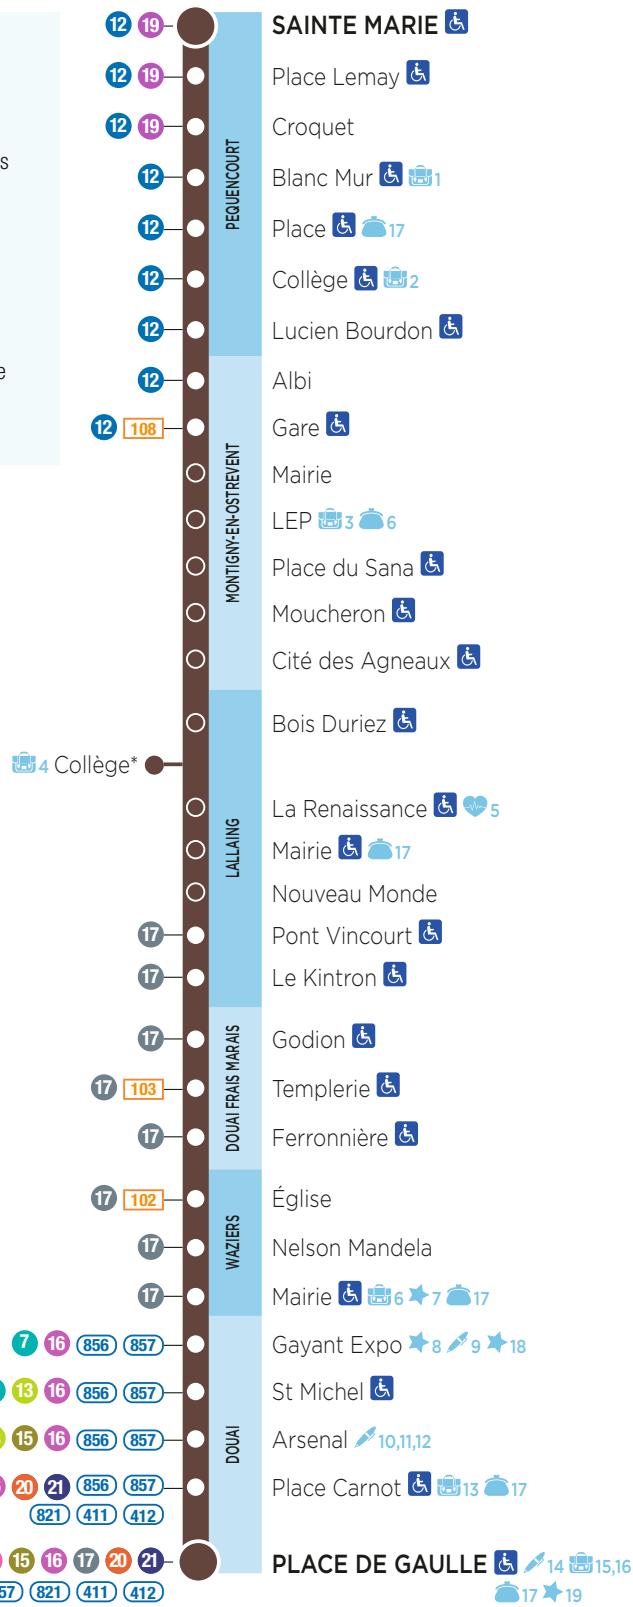 12 19 SAINTE MARIE
12 19 Place Lemay
12 19 Croquet
s
12 Blanc Mur 1
12 Place 17
12 Collège 2
12 Lucien Bourdon
PEQUENCOURT
e
12 Albi
12 108 Gare
Mairie
LEP 3 6
Place du Sana
Moucheron
Cité des Agneaux
MONTIGNY-EN-OSTREVENT
Bois Duriez
4 Collège*
La Renaissance 5
Mairie 17
Nouveau Monde
17 Pont Vincourt
17 Le Kintron
LALLAING
17 Godion
17 103 Templerie
17 Ferronnière
DOUAI FRAIS MARAIS
17 102 Église
17 Nelson Mandela
17 Mairie 6 7 17
WAZIERS
7 16 856 857 Gayant Expo 8 9 18
13 16 856 857 St Michel
15 16 856 857 Arsenal 10,11,12
20 21 856 857 Place Carnot 13 17
821 411 412
DOUAI
15 16 17 20 21 PLACE DE GAULLE 14 15,16
57 821 411 412 17 19